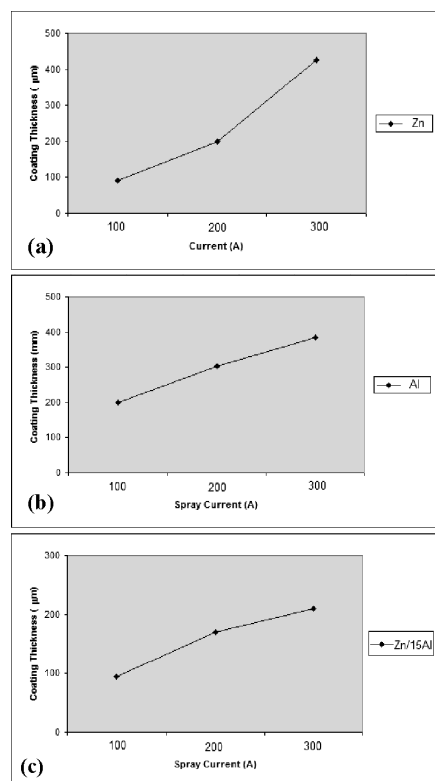 500
400
300
200
100
0
Coating Thickness ( µm)
100 200 300
Current (A)
Zn
(a)
500
400
300
200
100
0
Coating Thickness (mm)
100 200 300
Spray Current (A)
Al
(b)
300
200
100
0
Coating Thickness ( µm)
100 200 300
Spray Current (A)
Zn/15Al
(c)